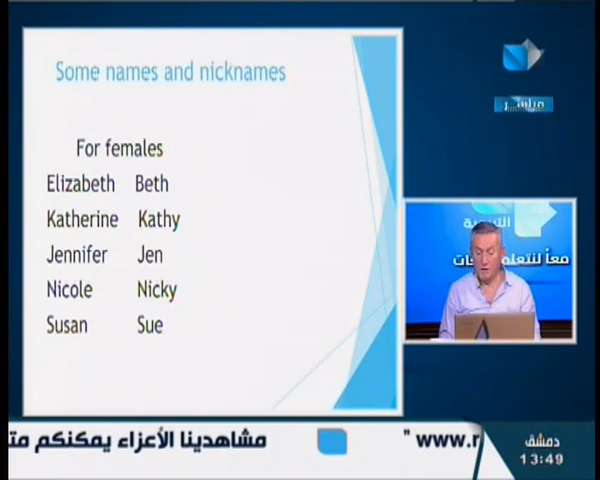 Some names and nicknames
مباشر
For females
Elizabeth Beth
Katherine Kathy
Jennifer Jen
Nicole Nicky
Susan Sue
التربوية
معاً لنتعلم
مشاهدينا الأعزاء يمكنكم
" www.r
دمشق
13:49